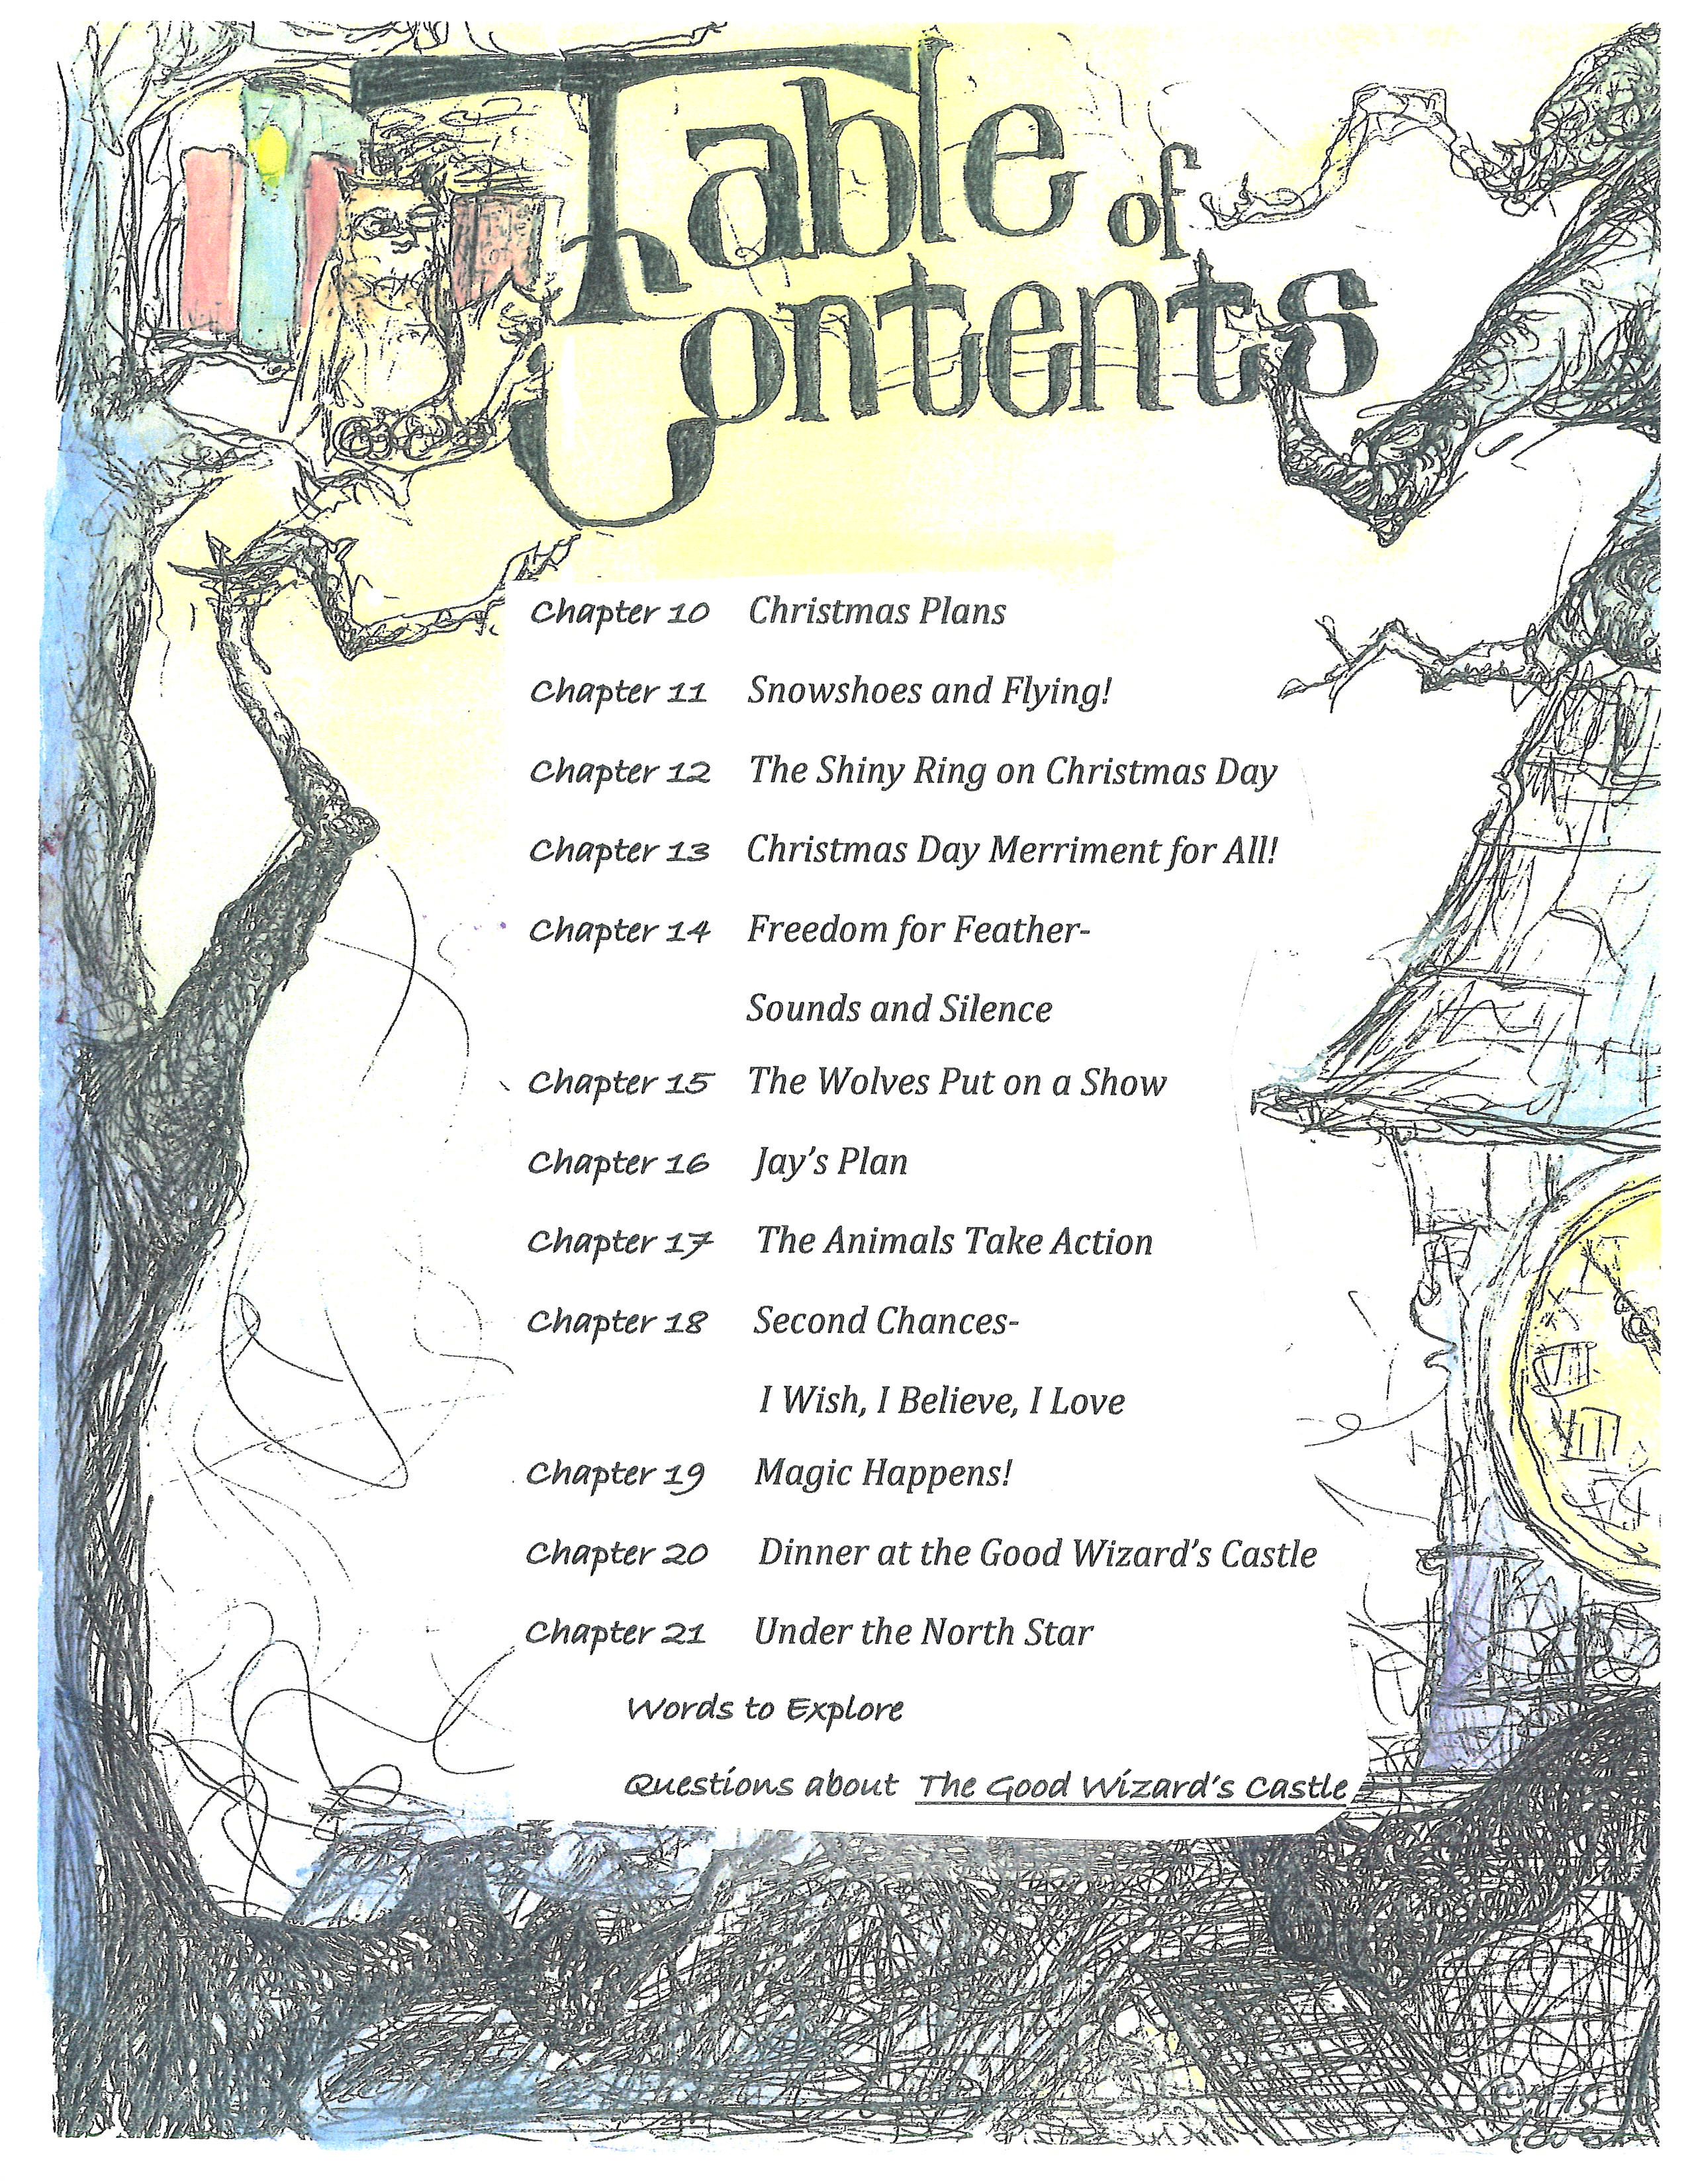 Table of
Contents
Chapter 10 Christmas Plans
Chapter 11 Snowshoes and Flying!
Chapter 12 The Shiny Ring on Christmas Day
Chapter 13 Christmas Day Merriment for All!
Chapter 14 Freedom for Feather-
Sounds and Silence
Chapter 15 The Wolves Put on a Show
Chapter 16 Jay's Plan
Chapter 17 The Animals Take Action
Chapter 18 Second Chances-
I Wish, I Believe, I Love
Chapter 19 Magic Happens!
Chapter 20 Dinner at the Good Wizard's Castle
Chapter 21 Under the North Star
Words to Explore
Questions about The Good Wizard's Castle